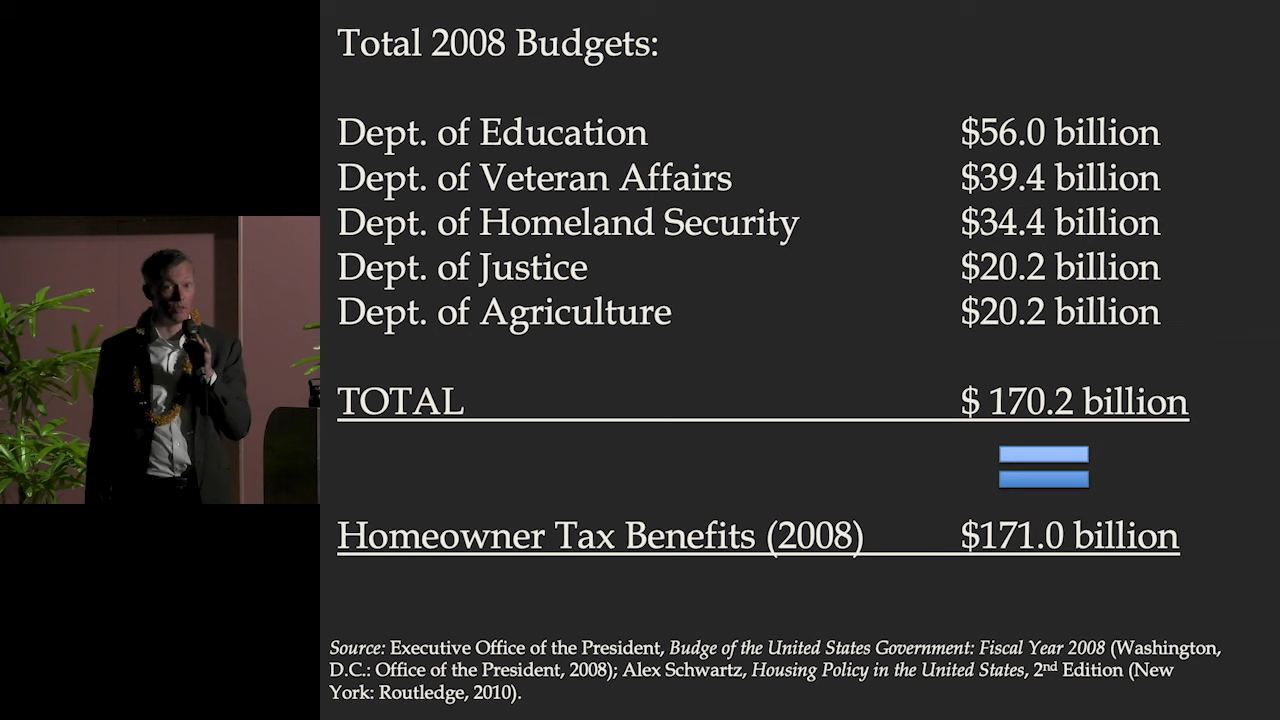 Total 2008 Budgets:
Dept. of Education $56.0 billion
Dept. of Veteran Affairs $39.4 billion
Dept. of Homeland Security $34.4 billion
Dept. of Justice $20.2 billion
Dept. of Agriculture $20.2 billion
TOTAL $ 170.2 billion
Homeowner Tax Benefits (2008) $171.0 billion
Source: Executive Office of the President, Budge of the United States Government: Fiscal Year 2008 (Washington,
D.C.: Office of the President, 2008); Alex Schwartz, Housing Policy in the United States, 2nd Edition (New
York: Routledge, 2010).